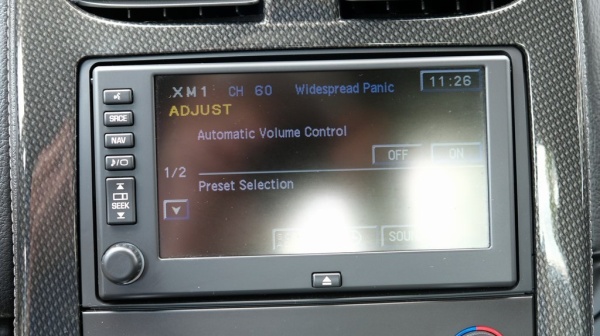 XM1 CH 60 Widespread Panic 11:26
ADJUST
SRCE
Automatic Volume Control
NAV
OFF ON
1/2
Preset Selection
SEEK